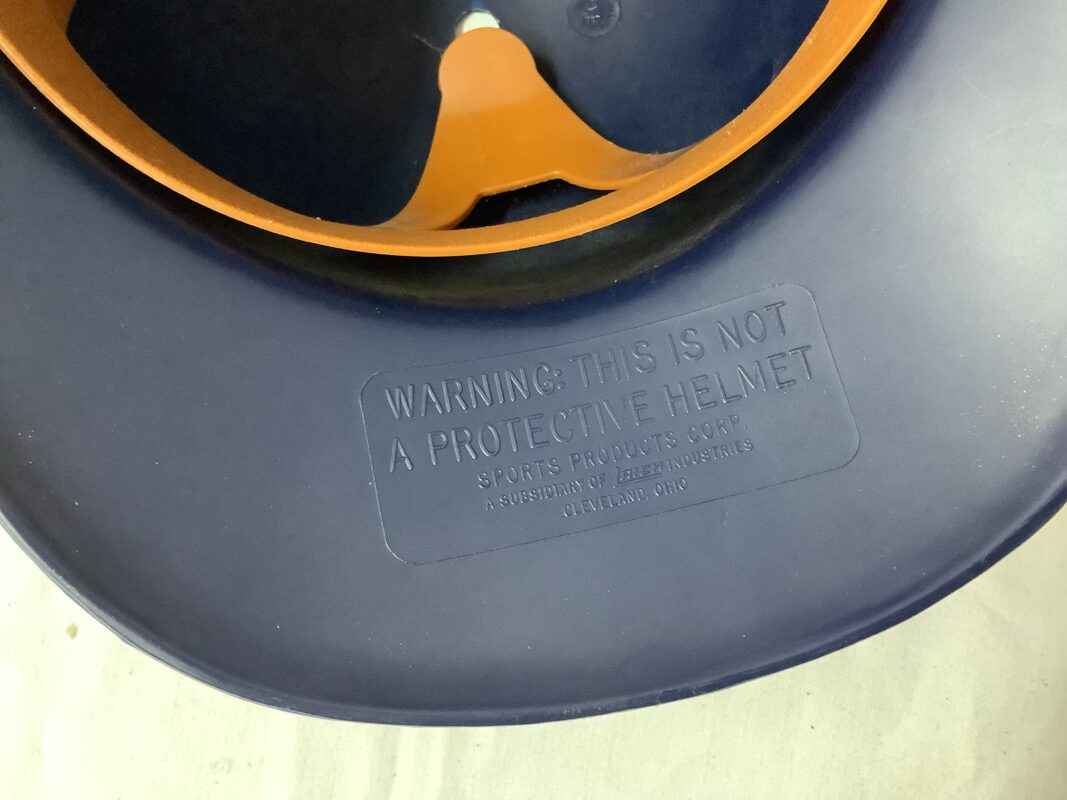 WARNING: THIS IS NOT
A PROTECTIVE HELMET
SPORTS PRODUCTS CORP.
A SUBSIDIARY OF INDUSTRIES
CLEVELAND, OHIO